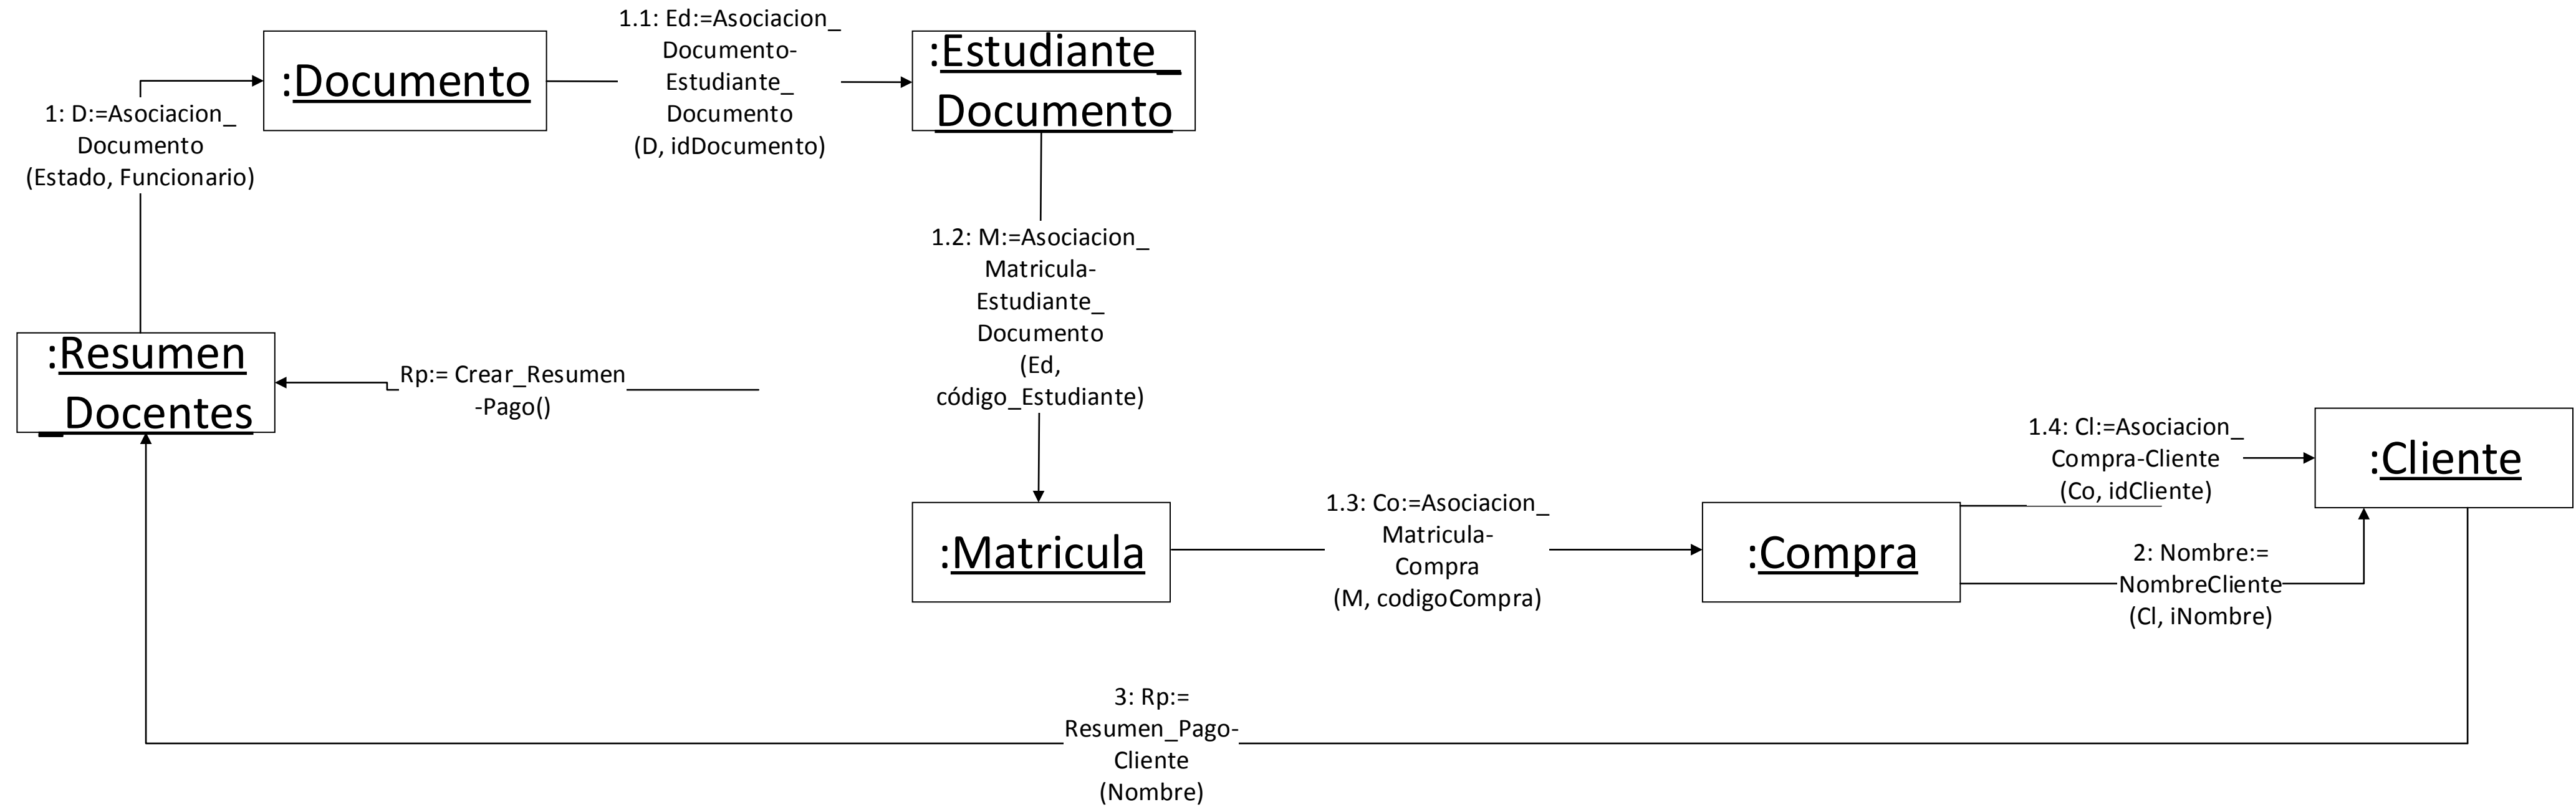 1.1: Ed:=Asociacion_
Documento-
Estudiante_
Documento
(D, idDocumento)
:Documento
:Estudiante_
Documento
1: D:=Asociacion_
Documento
(Estado, Funcionario)
1.2: M:=Asociacion_
Matricula-
Estudiante_
Documento
(Ed,
código_Estudiante)
:Resumen
_Docentes
Rp:= Crear_Resumen
-Pago()
:Matricula
1.3: Co:=Asociacion_
Matricula-
Compra
(M, codigoCompra)
:Compra
1.4: Cl:=Asociacion_
Compra-Cliente
(Co, idCliente)
:Cliente
2: Nombre:=
NombreCliente
(Cl, iNombre)
3: Rp:=
Resumen_Pago-
Cliente
(Nombre)